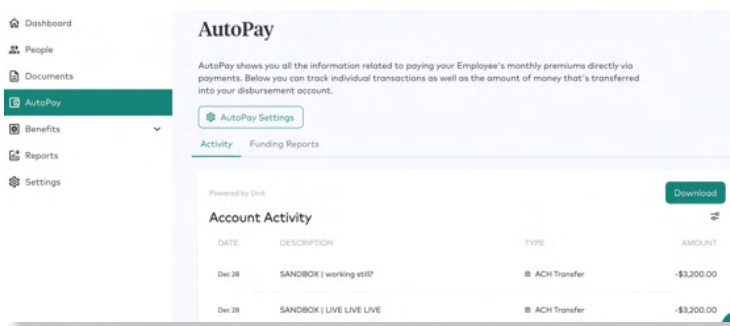 Dashboard
People
Documents
AutoPay
Benefits
Reports
Settings
AutoPay
AutoPay shows you all the information related to paying your Employee's monthly premiums directly via
payments. Below you can track individual transactions as well as the amount of money that's transferred
into your disbursement account.
AutoPay Settings
Activity Funding Reports
Powered by Unit
Download
Account Activity
DATE DESCRIPTION TYPE AMOUNT
Dec 28 SANDBOX | working still? ACH Transfer -$3,200.00
Dec 28 SANDBOX | LIVE LIVE LIVE ACH Transfer -$3,200.00